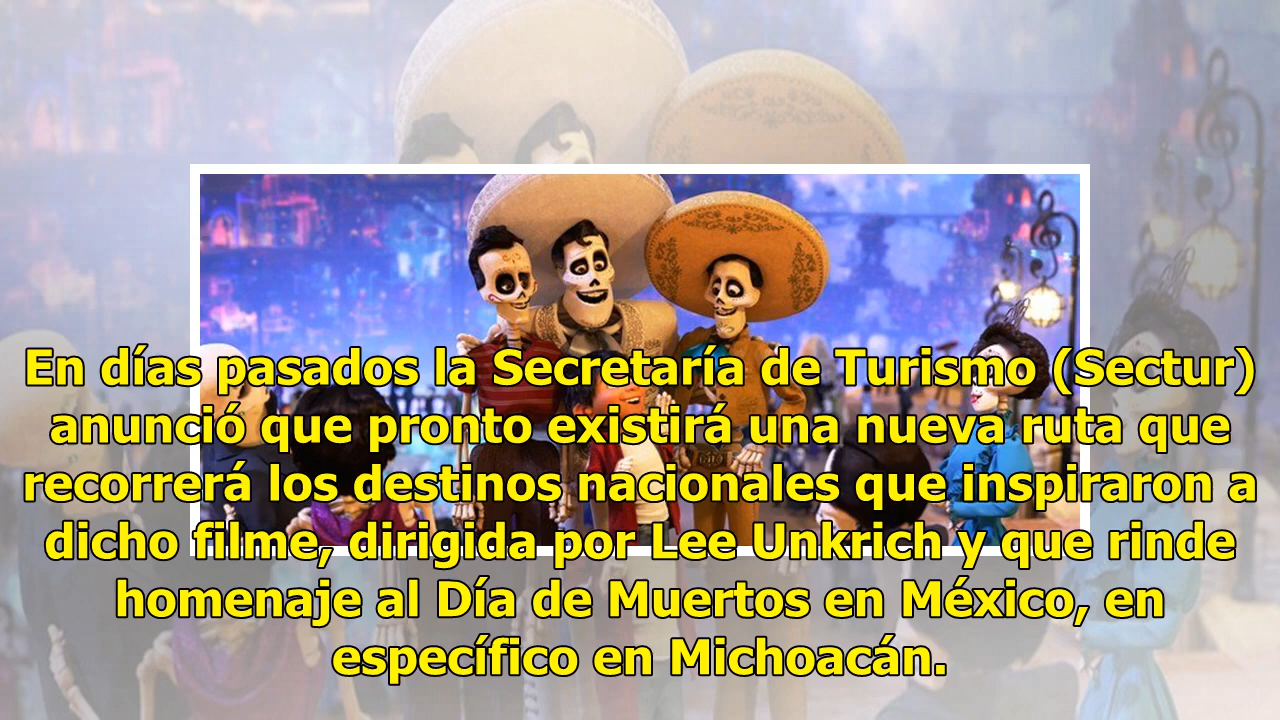 En días pasados la Secretaría de Turismo (Sectur)
anunció que pronto existirá una nueva ruta que
recorrerá los destinos nacionales que inspiraron a
dicho filme, dirigida por Lee Unkrich y que rinde
homenaje al Día de Muertos en México, en
específico en Michoacán.